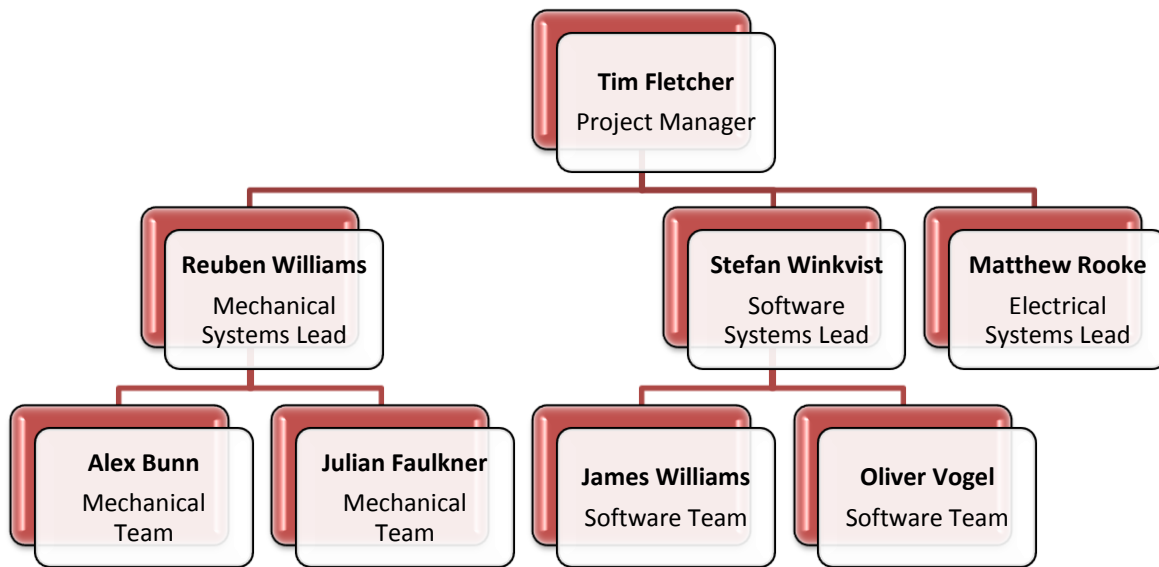 Tim Fletcher
Project Manager
Reuben Williams
Mechanical
Systems Lead
Stefan Winkvist
Software
Systems Lead
Matthew Rooke
Electrical
Systems Lead
Alex Bunn
Mechanical
Team
Julian Faulkner
Mechanical
Team
James Williams
Software Team
Oliver Vogel
Software Team